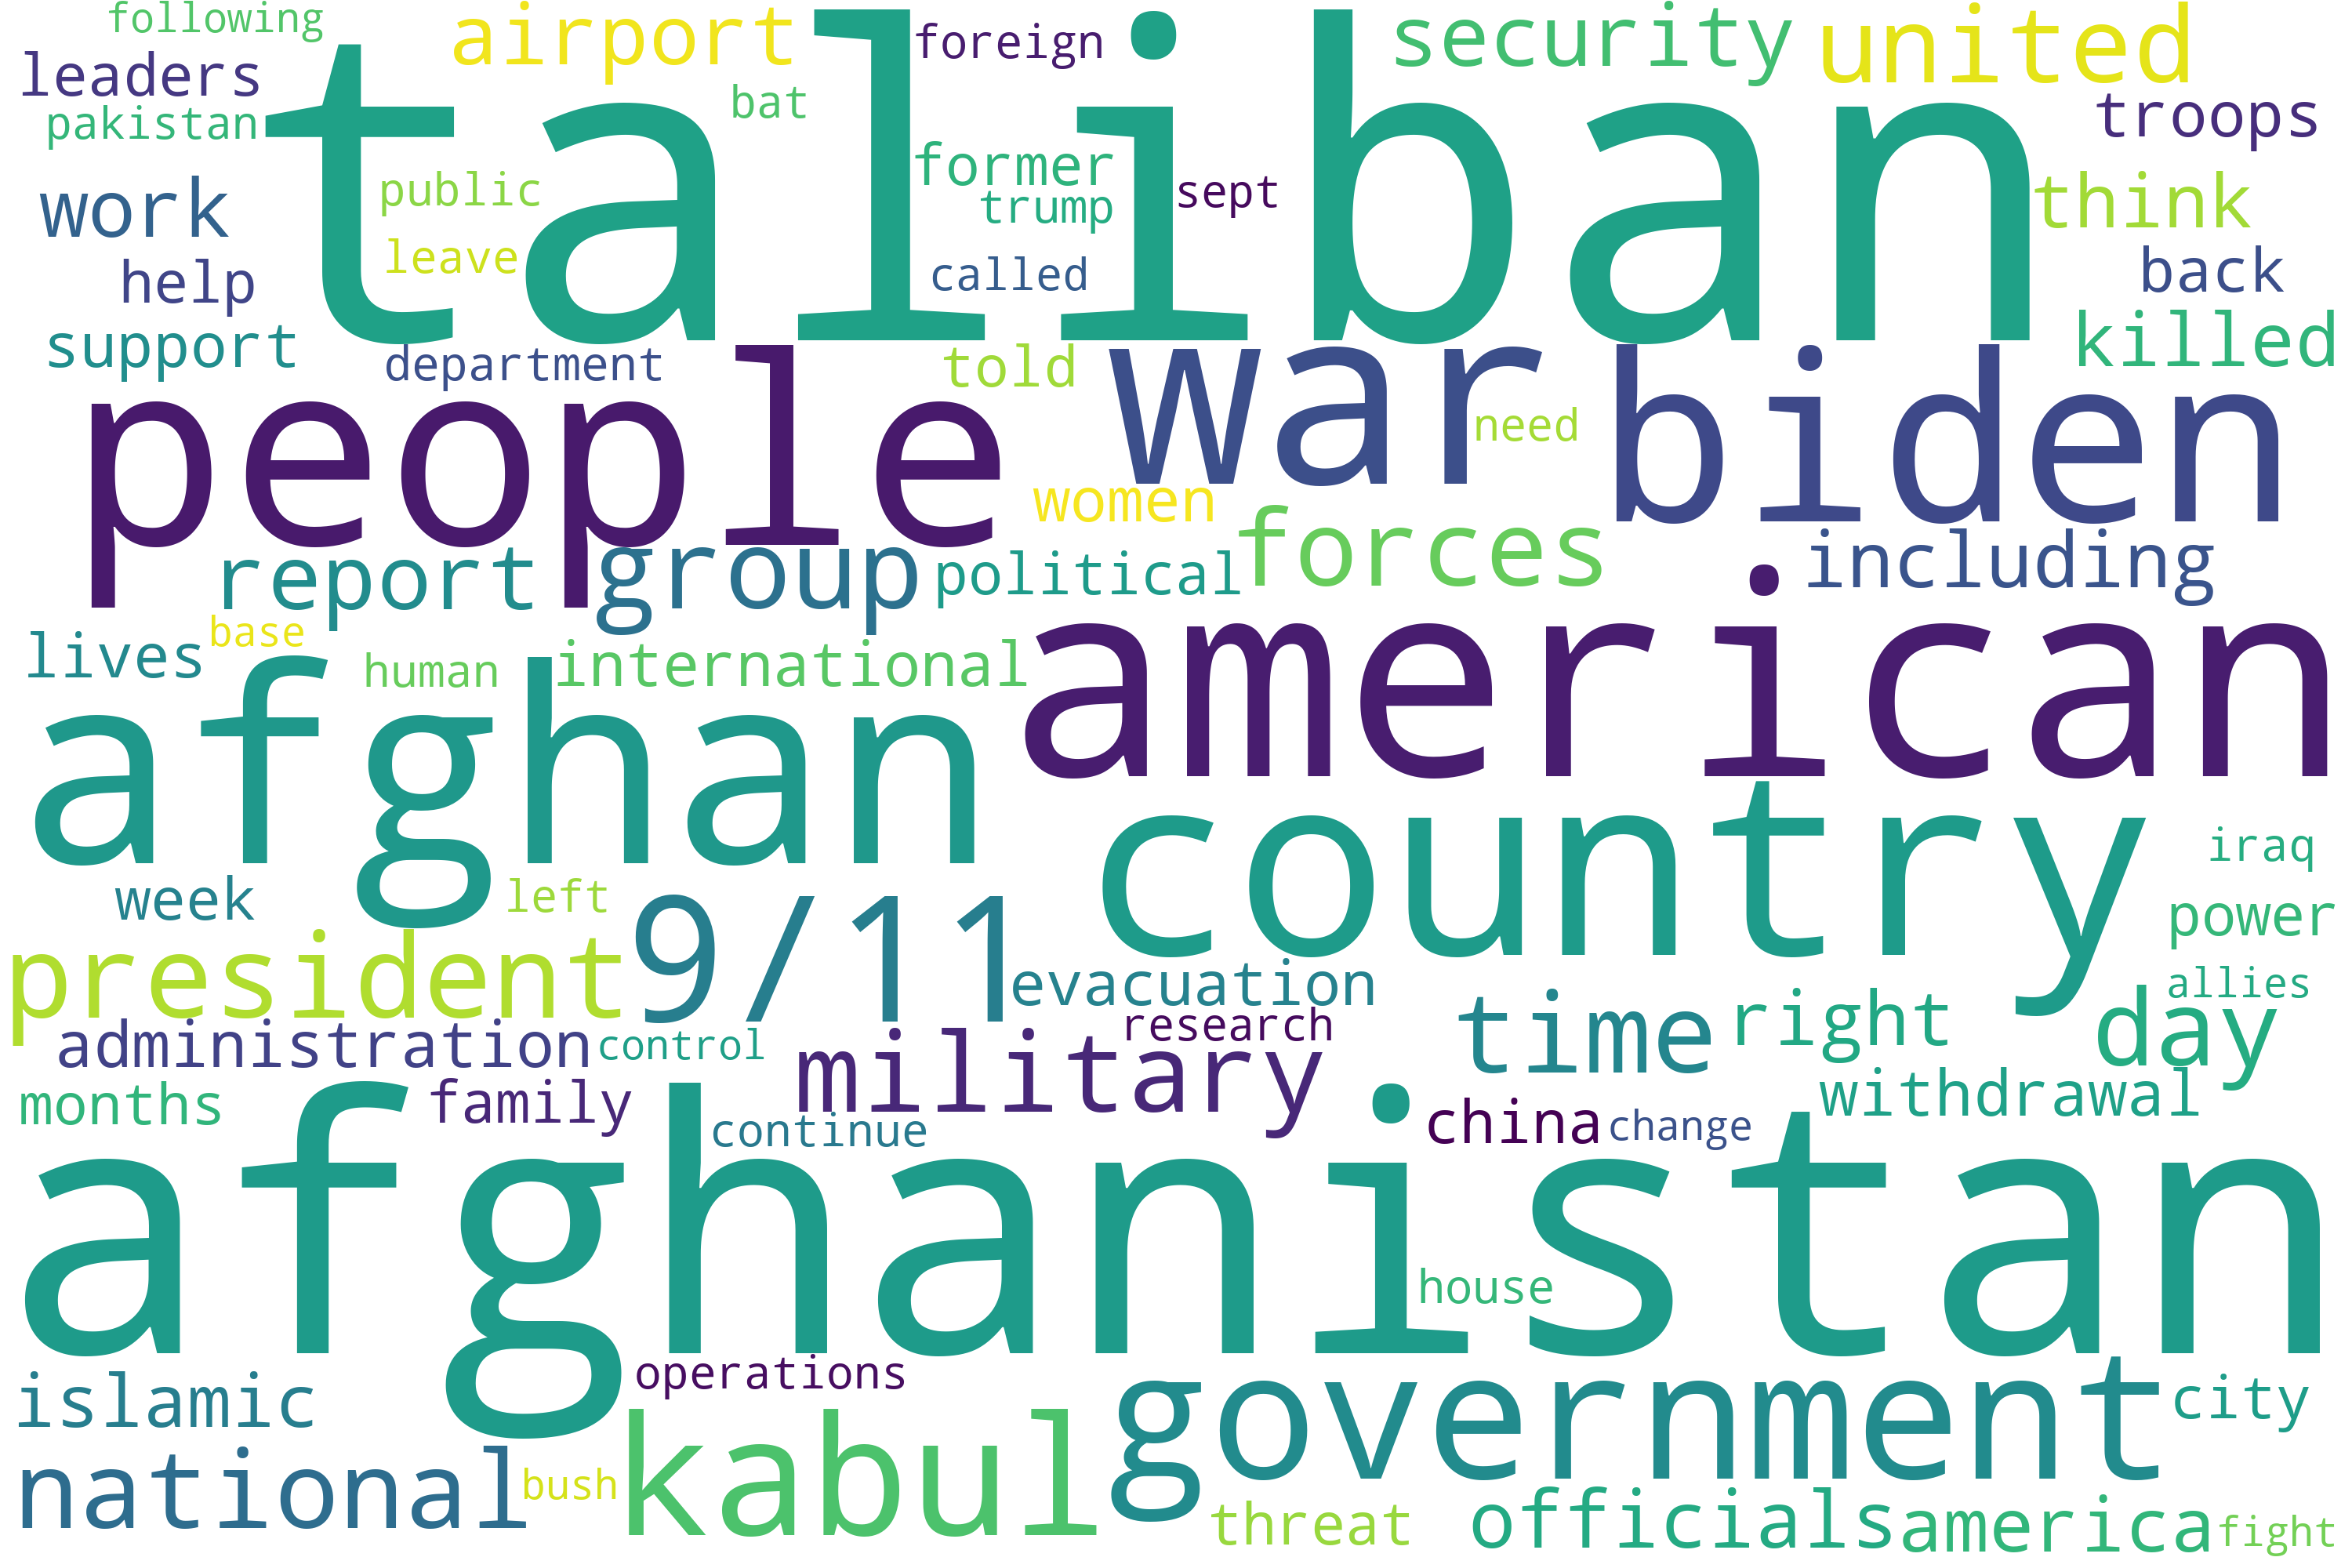 following
airport
foreign
security
united
leaders
taliban
bat
troops
pakistan
former
work
public
trump
sept
think
leave
called
back
help
support
department
told
war
killed
people
need
biden
women
forces
report
group
political
including
lives
base
human
international
american
afghan
country
iraq
week
left
9/11
power
president
evacuation
allies
administration
control
research
time
right
day
military
months
family
continue
china
change
withdrawal
afghanistan
house
operations
islamic
government
city
national
bush
kabul
threat
officials
america
fight